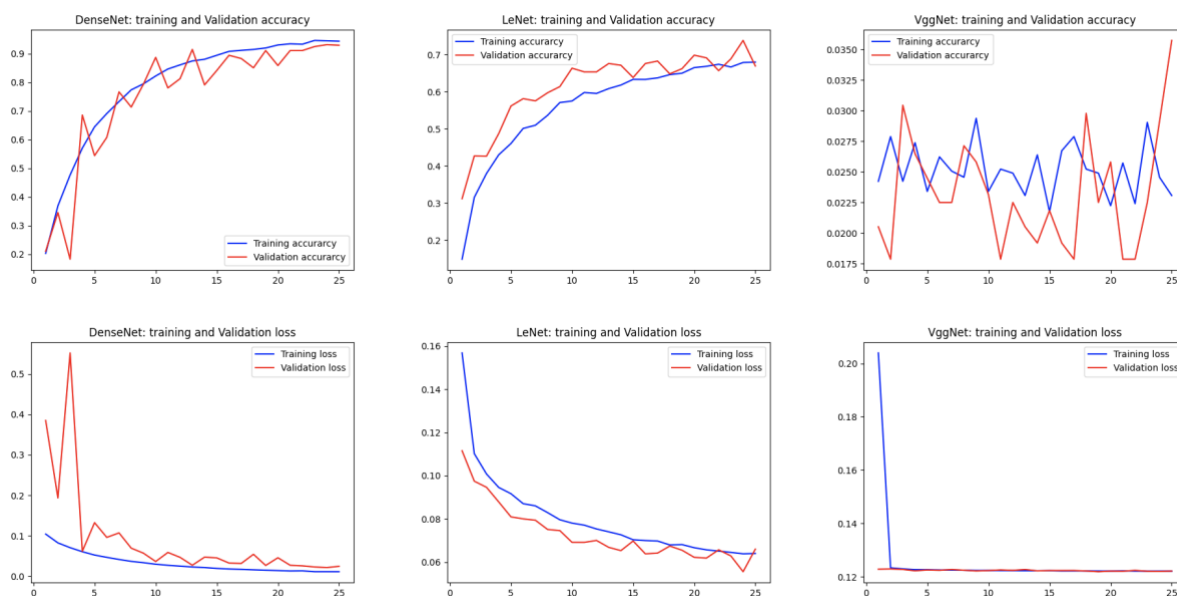 DenseNet: training and Validation accuracy
0.9
0.8
0.7
0.6
0.5
0.4
0.3
0.2
Training accurarcy
Validation accurarcy
0 5 10 15 20 25
LeNet: training and Validation accuracy
Training accurarcy
Validation accurarcy
0.7
0.6
0.5
0.4
0.3
0.2
0 5 10 15 20 25
VggNet: training and Validation accuracy
Training accurarcy
Validation accurarcy
0.0350
0.0325
0.0300
0.0275
0.0250
0.0225
0.0200
0.0175
0 5 10 15 20 25
DenseNet: training and Validation loss
Training loss
Validation loss
0.5
0.4
0.3
0.2
0.1
0.0
0 5 10 15 20 25
LeNet: training and Validation loss
Training loss
Validation loss
0.16
0.14
0.12
0.10
0.08
0.06
0 5 10 15 20 25
VggNet: training and Validation loss
Training loss
Validation loss
0.20
0.18
0.16
0.14
0.12
0 5 10 15 20 25